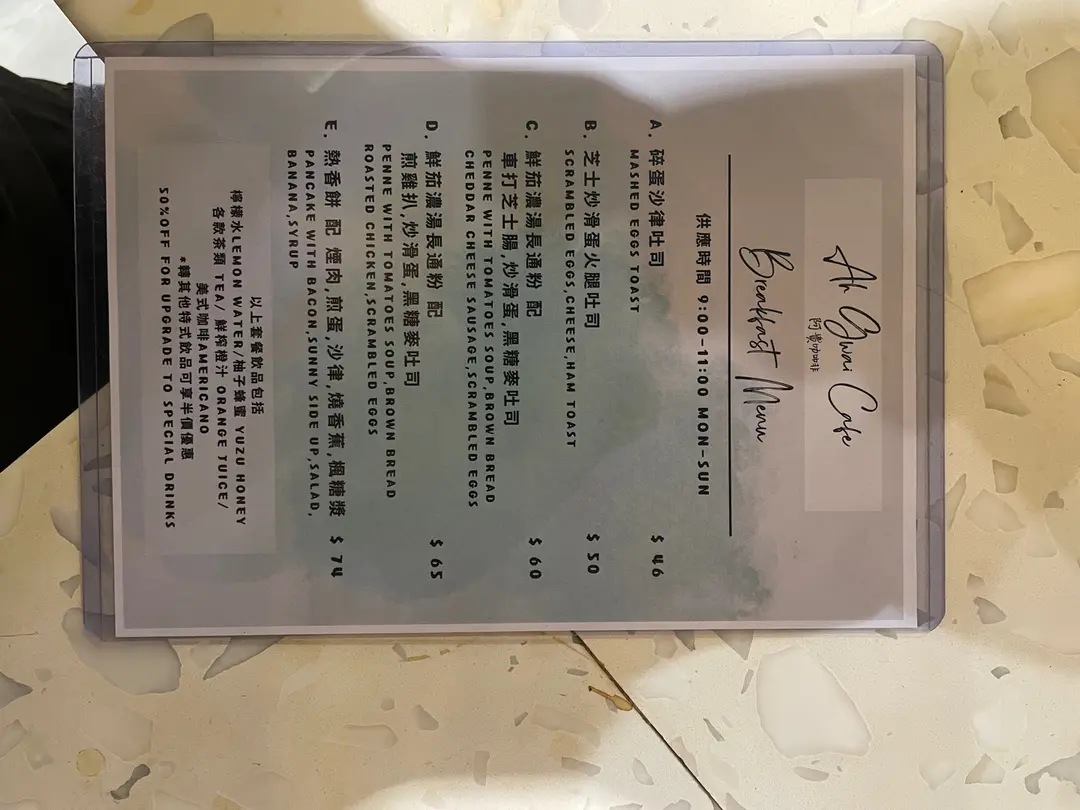 Ah Gwai Cafe
阿貴咖啡
Breakfast Menu
供應時間 9:00-11:00 MON-SUN
A. 碎蛋沙律吐司 $46
MASHED EGGS TOAST
B. 芝士炒滑蛋火腿吐司 $50
SCRAMBLED EGGS,CHEESE,HAM TOAST
C. 鮮茄濃湯長通粉 配 $60
車打芝士腸,炒滑蛋,黑糖麥吐司
PENNE WITH TOMATOES SOUP,BROWN BREAD
CHEDDAR CHEESE SAUSAGE,SCRAMBLED EGGS
D. 鮮茄濃湯長通粉 配 $65
煎雞扒,炒滑蛋,黑糖麥吐司
PENNE WITH TOMATOES SOUP,BROWN BREAD
ROASTED CHICKEN,SCRAMBLED EGGS
E. 熱香餅 配 煙肉,煎蛋,沙律,燒香蕉,楓糖漿 $74
PANCAKE WITH BACON,SUNNY SIDE UP,SALAD,
BANANA,SYRUP
以上套餐飲品包括
檸檬水LEMON WATER/柚子蜂蜜 YUZU HONEY
各款茶類 TEA/ 鮮榨橙汁 ORANGE JUICE/
美式咖啡AMERICANO
*轉其他特式飲品可享半價優惠
50%OFF FOR UPGRADE TO SPECIAL DRINKS